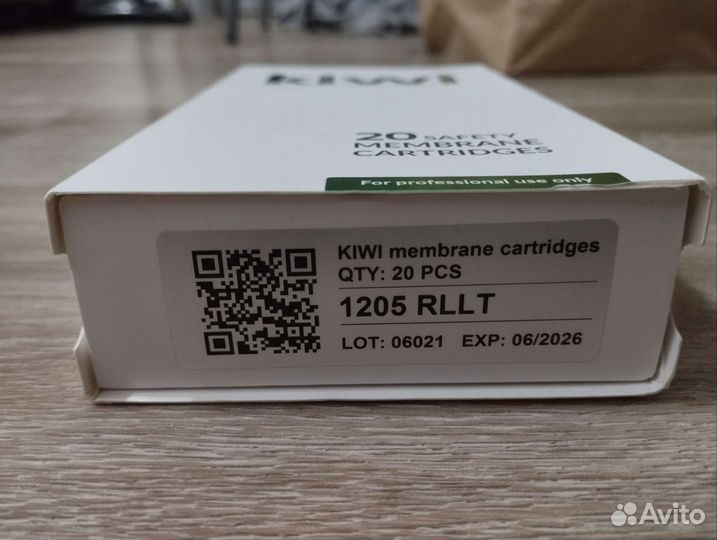 KIWI
20 SAFETY
MEMBRANE
CARTRIDGES
For professional use only
KIWI membrane cartridges
QTY: 20 PCS
1205 RLLT
LOT: 06021 EXP: 06/2026
Avito